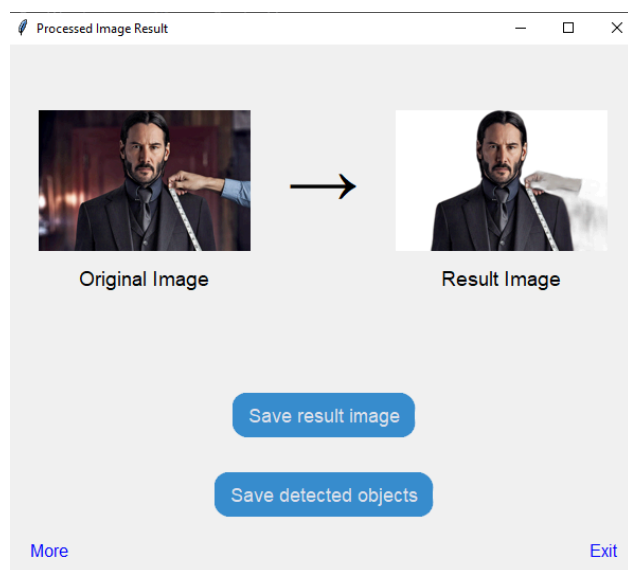 Processed Image Result
Original Image
Result Image
Save result image
Save detected objects
More
Exit